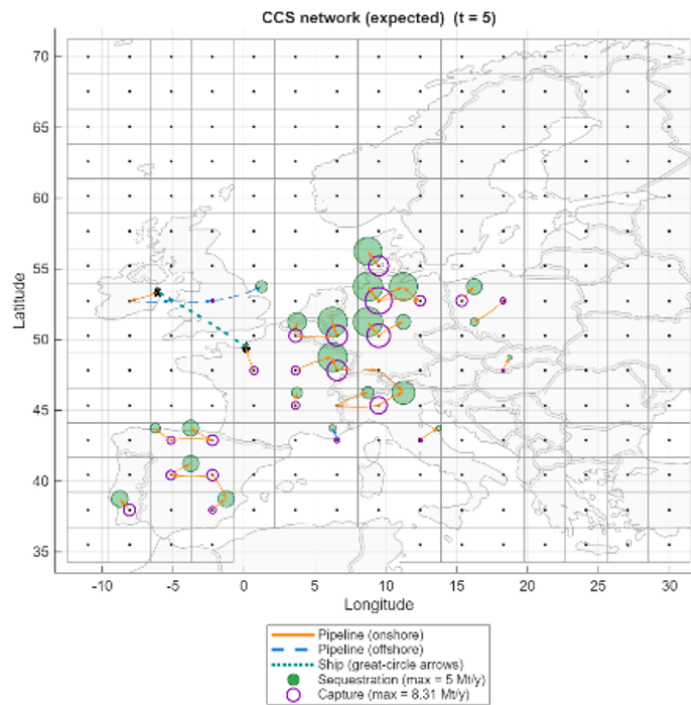 CCS network (expected) (t = 5)
70
65
60
55
50
45
40
35
Latitude
-10 -5 0 5 10 15 20 25 30
Longitude
Pipeline (onshore)
Pipeline (offshore)
Ship (great-circle arrows)
Sequestration (max = 5 Mt/y)
Capture (max = 8.31 Mt/y)